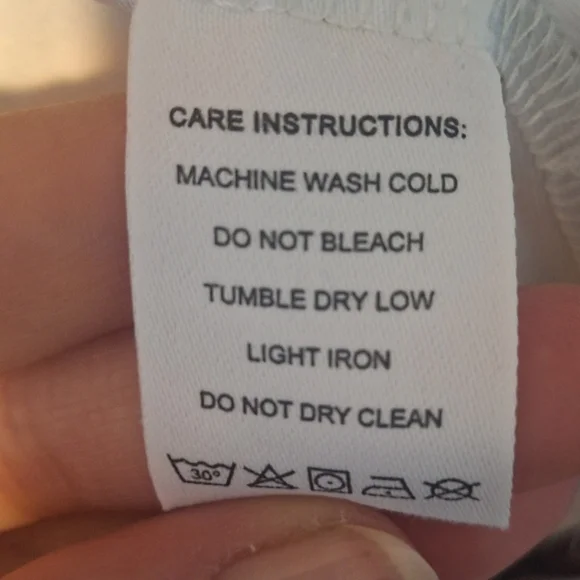 CARE INSTRUCTIONS:
MACHINE WASH COLD
DO NOT BLEACH
TUMBLE DRY LOW
LIGHT IRON
DO NOT DRY CLEAN
30°